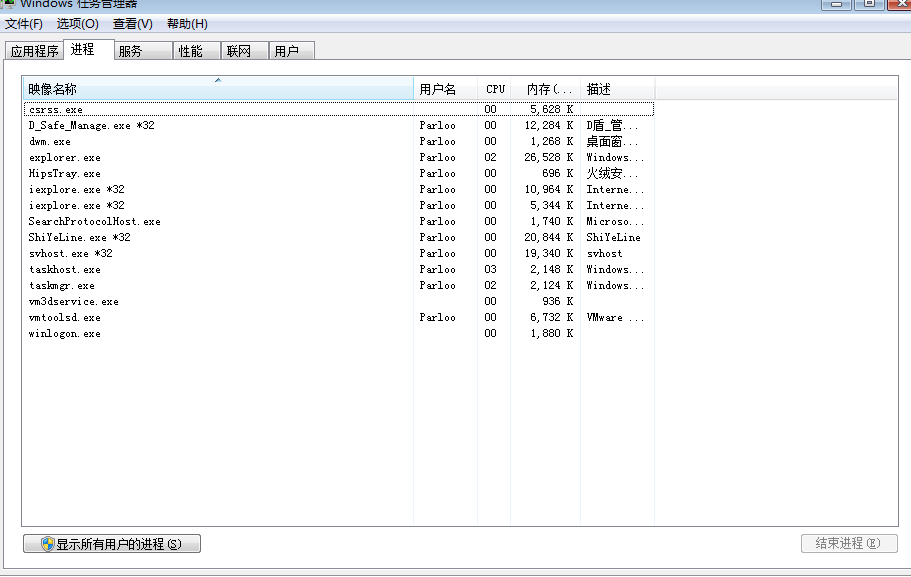 Windows 任务管理器
文件(F) 选项(O) 查看(V) 帮助(H)
应用程序 进程 服务 性能 联网 用户
映像名称 用户名 CPU 内存(... 描述
csrss.exe 00 5,628 K
D_Safe_Manage.exe *32 Parloo 00 12,284 K D盾_管...
dwm.exe Parloo 00 1,268 K 桌面窗...
explorer.exe Parloo 02 26,528 K Windows...
HipsTray.exe Parloo 00 696 K 火绒安...
iexplore.exe *32 Parloo 00 10,964 K Interne...
iexplore.exe *32 Parloo 00 5,344 K Interne...
SearchProtocolHost.exe Parloo 00 1,740 K Microso...
ShiYeLine.exe *32 Parloo 00 20,844 K ShiYeLine
svhost.exe *32 Parloo 00 19,340 K svhost
taskhost.exe Parloo 03 2,148 K Windows...
taskmgr.exe Parloo 02 2,124 K Windows...
vm3dservice.exe 00 936 K
vmtoolsd.exe Parloo 00 6,732 K VMware ...
winlogon.exe 00 1,880 K
显示所有用户的进程(S) 结束进程(E)